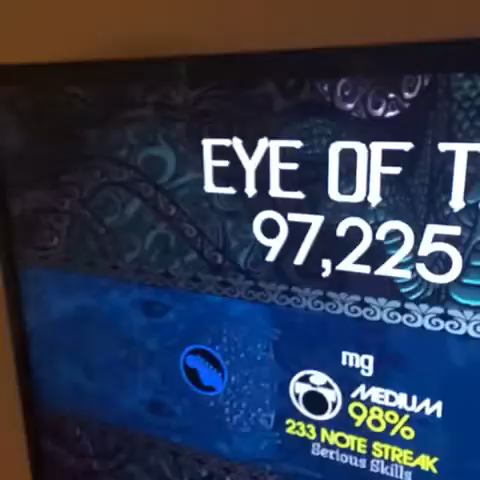 EYE OF T
97,225
mg
MEDIUM
98%
233 NOTE STREAK
Serious Skills